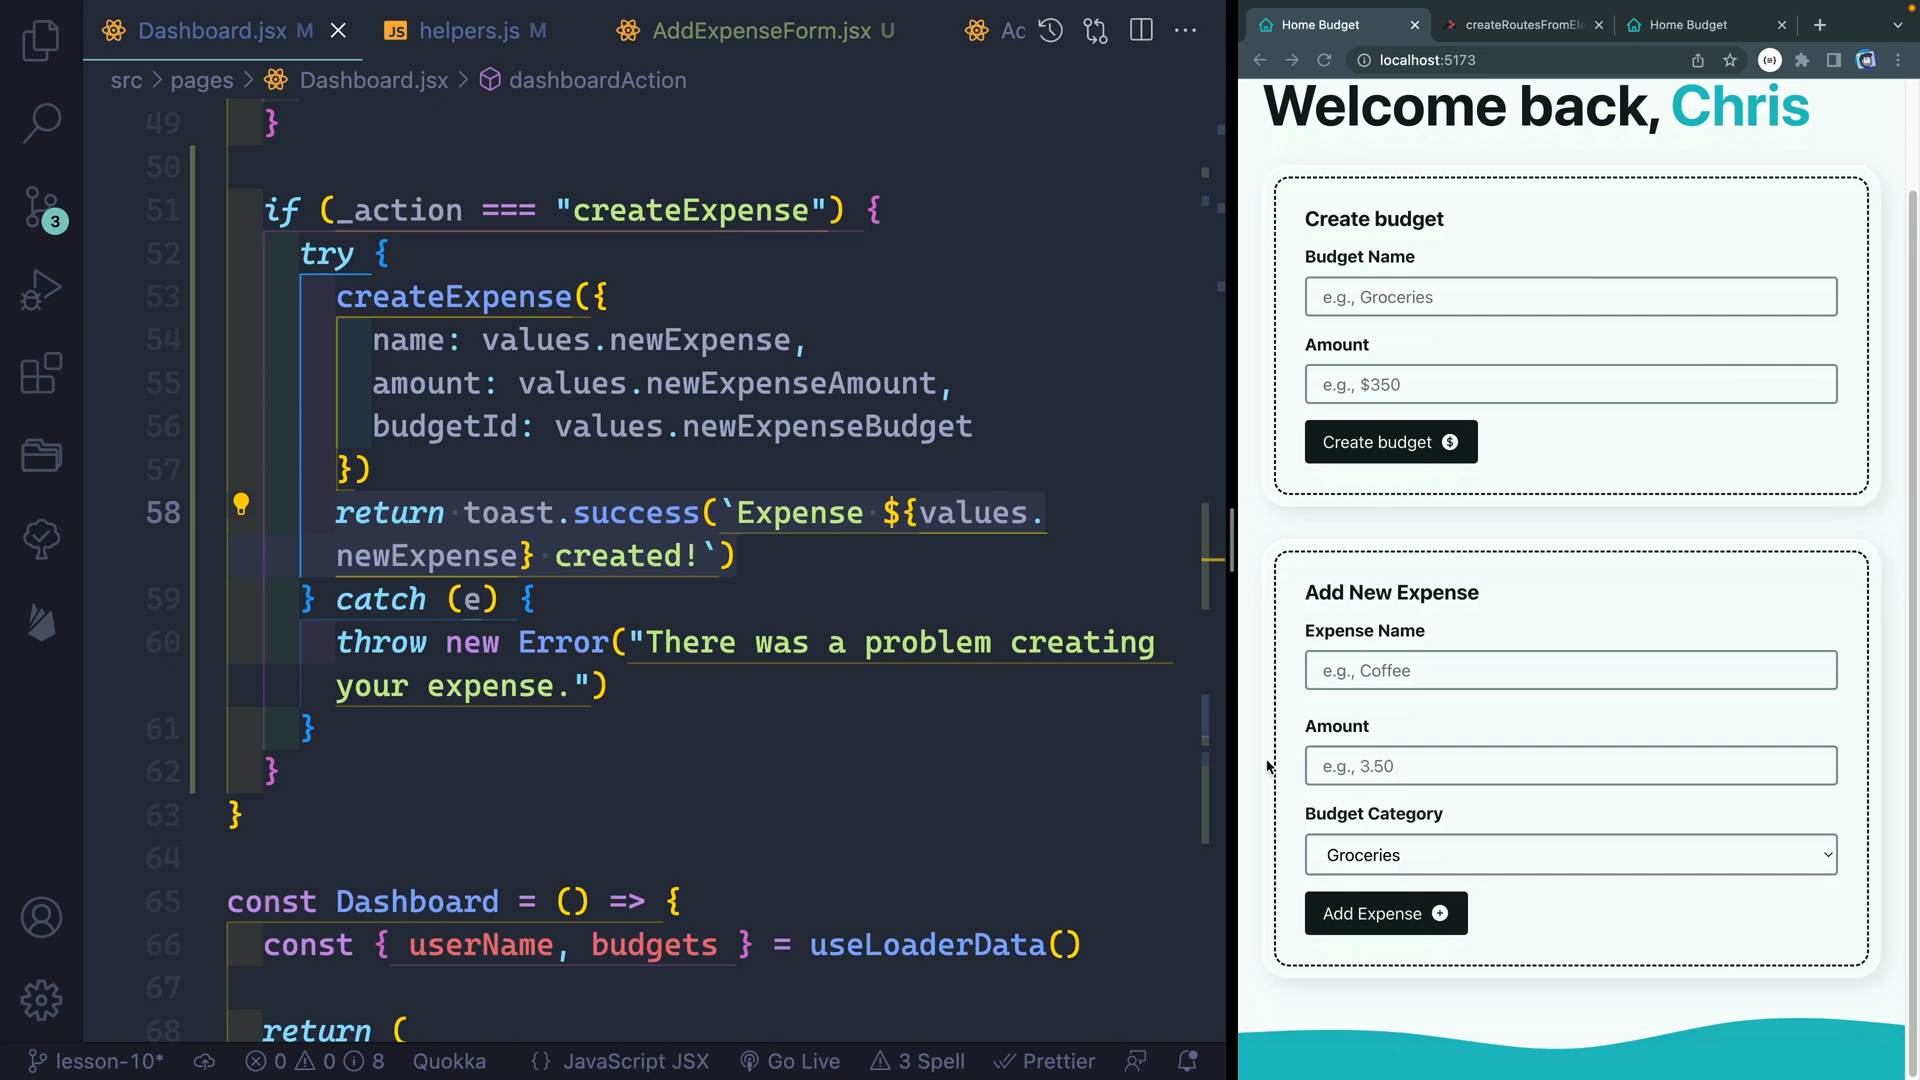 Dashboard.jsx M
helpers.js M
AddExpenseForm.jsx U
Ac
src > pages > Dashboard.jsx > dashboardAction
49 }
50
51 if (_action === "createExpense") {
52 try {
53 createExpense({
54 name: values.newExpense,
55 amount: values.newExpenseAmount,
56 budgetId: values.newExpenseBudget
57 })
58 return toast.success(`Expense ${values.
newExpense} created!`)
59 } catch (e) {
60 throw new Error("There was a problem creating
your expense.")
61 }
62 }
63 }
64
65 const Dashboard = () => {
66 const { userName, budgets } = useLoaderData()
67
68 return (
3
lesson-10*
0 0 8
Quokka
{} JavaScript JSX
Go Live
3 Spell
Prettier
Home Budget
createRoutesFromEle
Home Budget
localhost:5173
Welcome back, Chris
Create budget
Budget Name
e.g., Groceries
Amount
e.g., $350
Create budget
Add New Expense
Expense Name
e.g., Coffee
Amount
e.g., 3.50
Budget Category
Groceries
Add Expense